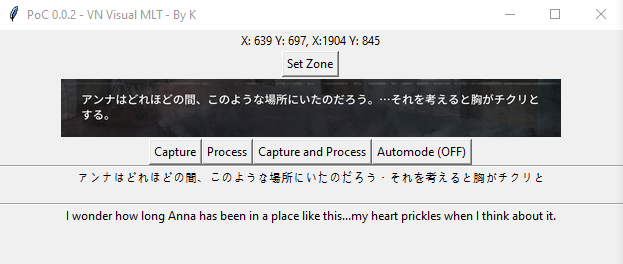 PoC 0.0.2 - VN Visual MLT - By K
X: 639 Y: 697, X:1904 Y: 845
Set Zone
アンナはどれほどの間、このような場所にいたのだろう。…それを考えると胸がチクリと
する。
Capture Process Capture and Process Automode (OFF)
アンナはどれほどの間、このような場所にいたのだろう・それを考えると胸がチクリと
I wonder how long Anna has been in a place like this...my heart prickles when I think about it.